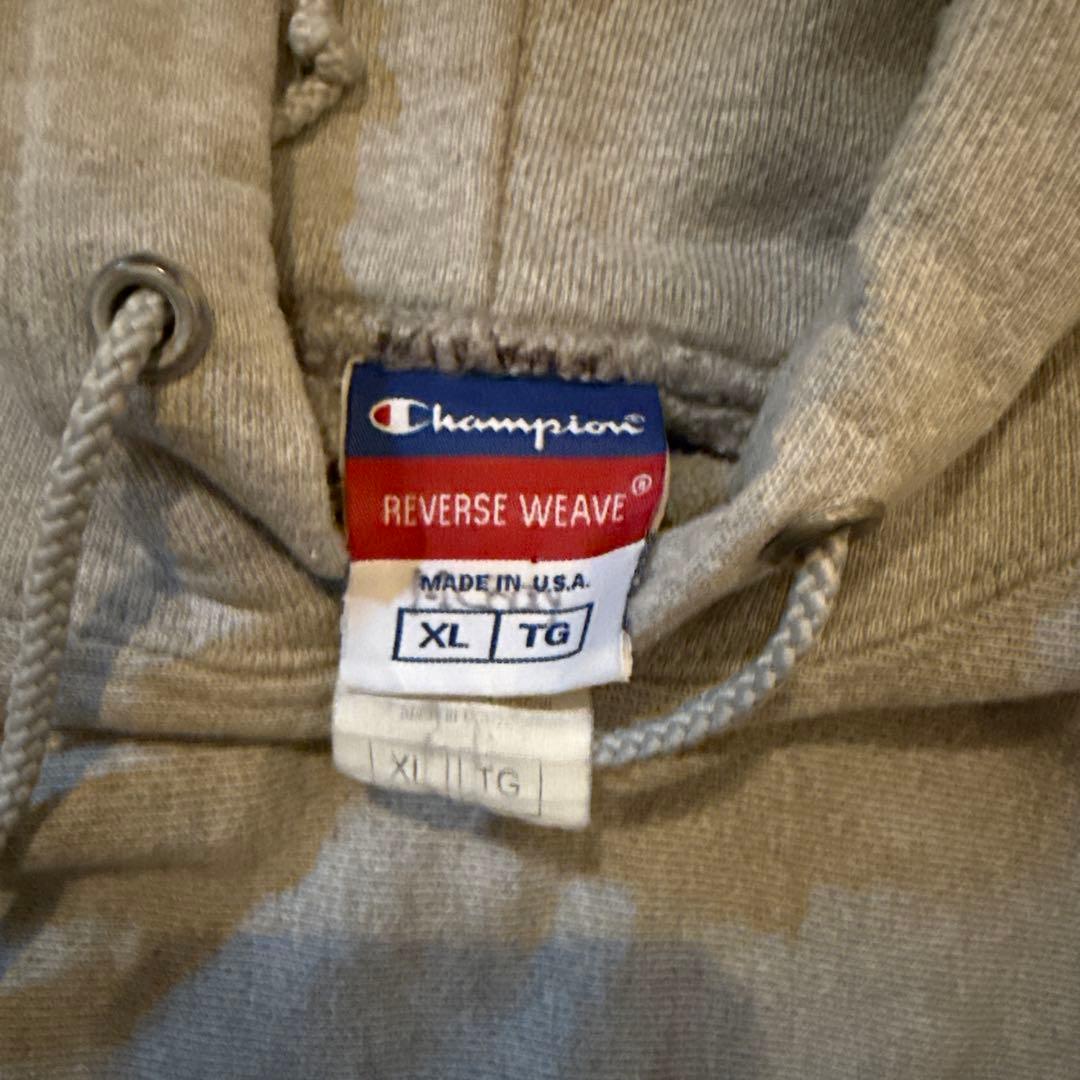 Champion©
REVERSE WEAVE®
MADE IN U.S.A.
XL TG
XL TG